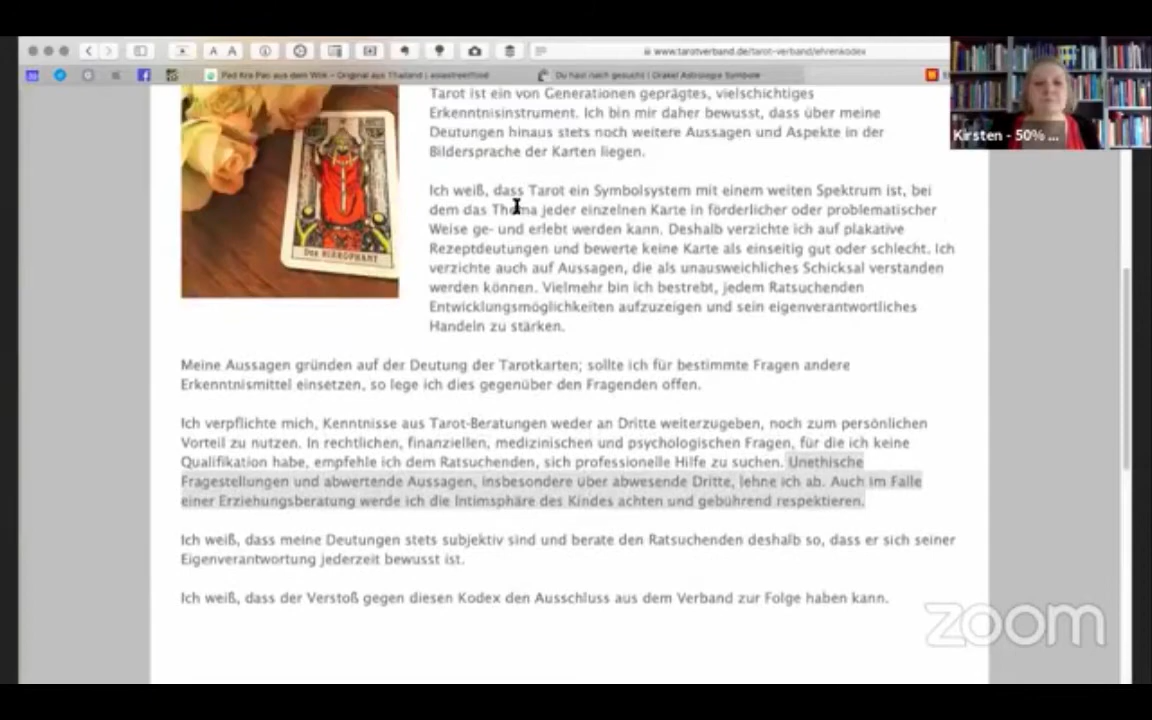 www.tarotverband.de/tarot-verband/ehrenkodex
Pad Kra Pao aus dem Wok – Original aus Thailand | asiastreetfood
Du hast nach gesucht | Orakel Astrologie Symbole
Kirsten - 50% ...
Tarot ist ein von Generationen geprägtes, vielschichtiges
Erkenntnisinstrument. Ich bin mir daher bewusst, dass über meine
Deutungen hinaus stets noch weitere Aussagen und Aspekte in der
Bildersprache der Karten liegen.
Ich weiß, dass Tarot ein Symbolsystem mit einem weiten Spektrum ist, bei
dem das Thema jeder einzelnen Karte in förderlicher oder problematischer
Weise ge- und erlebt werden kann. Deshalb verzichte ich auf plakative
Rezeptdeutungen und bewerte keine Karte als einseitig gut oder schlecht. Ich
verzichte auch auf Aussagen, die als unausweichliches Schicksal verstanden
werden können. Vielmehr bin ich bestrebt, jedem Ratsuchenden
Entwicklungsmöglichkeiten aufzuzeigen und sein eigenverantwortliches
Handeln zu stärken.
DER HIEROPHANT
Meine Aussagen gründen auf der Deutung der Tarotkarten; sollte ich für bestimmte Fragen andere
Erkenntnismittel einsetzen, so lege ich dies gegenüber den Fragenden offen.
Ich verpflichte mich, Kenntnisse aus Tarot-Beratungen weder an Dritte weiterzugeben, noch zum persönlichen
Vorteil zu nutzen. In rechtlichen, finanziellen, medizinischen und psychologischen Fragen, für die ich keine
Qualifikation habe, empfehle ich dem Ratsuchenden, sich professionelle Hilfe zu suchen. Unethische
Fragestellungen und abwertende Aussagen, insbesondere über abwesende Dritte, lehne ich ab. Auch im Falle
einer Erziehungsberatung werde ich die Intimsphäre des Kindes achten und gebührend respektieren.
Ich weiß, dass meine Deutungen stets subjektiv sind und berate den Ratsuchenden deshalb so, dass er sich seiner
Eigenverantwortung jederzeit bewusst ist.
Ich weiß, dass der Verstoß gegen diesen Kodex den Ausschluss aus dem Verband zur Folge haben kann.
zoom